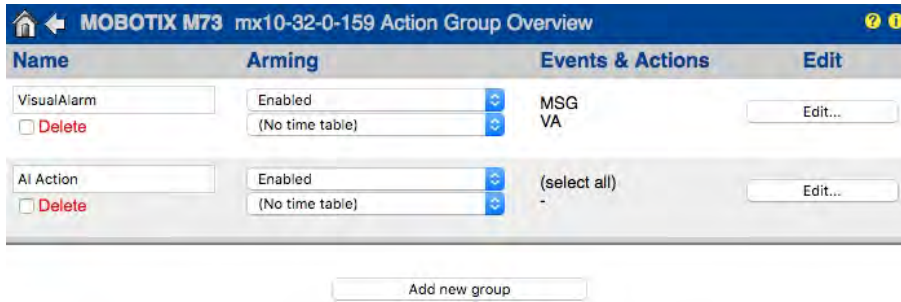 MOBOTIX M73 mx10-32-0-159 Action Group Overview ? i
Name Arming Events & Actions Edit
VisualAlarm Enabled MSG Edit...
Delete (No time table) VA
AI Action Enabled (select all) Edit...
Delete (No time table) -
Add new group